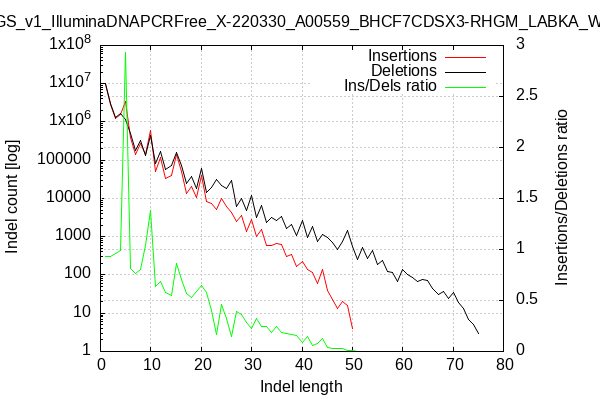 GS_v1_IlluminaDNAPCRFree_X-220330_A00559_BHCF7CDSX3-RHGM_LABKA_W
Insertions
Deletions
Ins/Dels ratio
Indel count [log]
1x10^8
1x10^7
1x10^6
100000
10000
1000
100
10
1
3
2.5
2
1.5
1
0.5
0
Insertions/Deletions ratio
0 10 20 30 40 50 60 70 80
Indel length